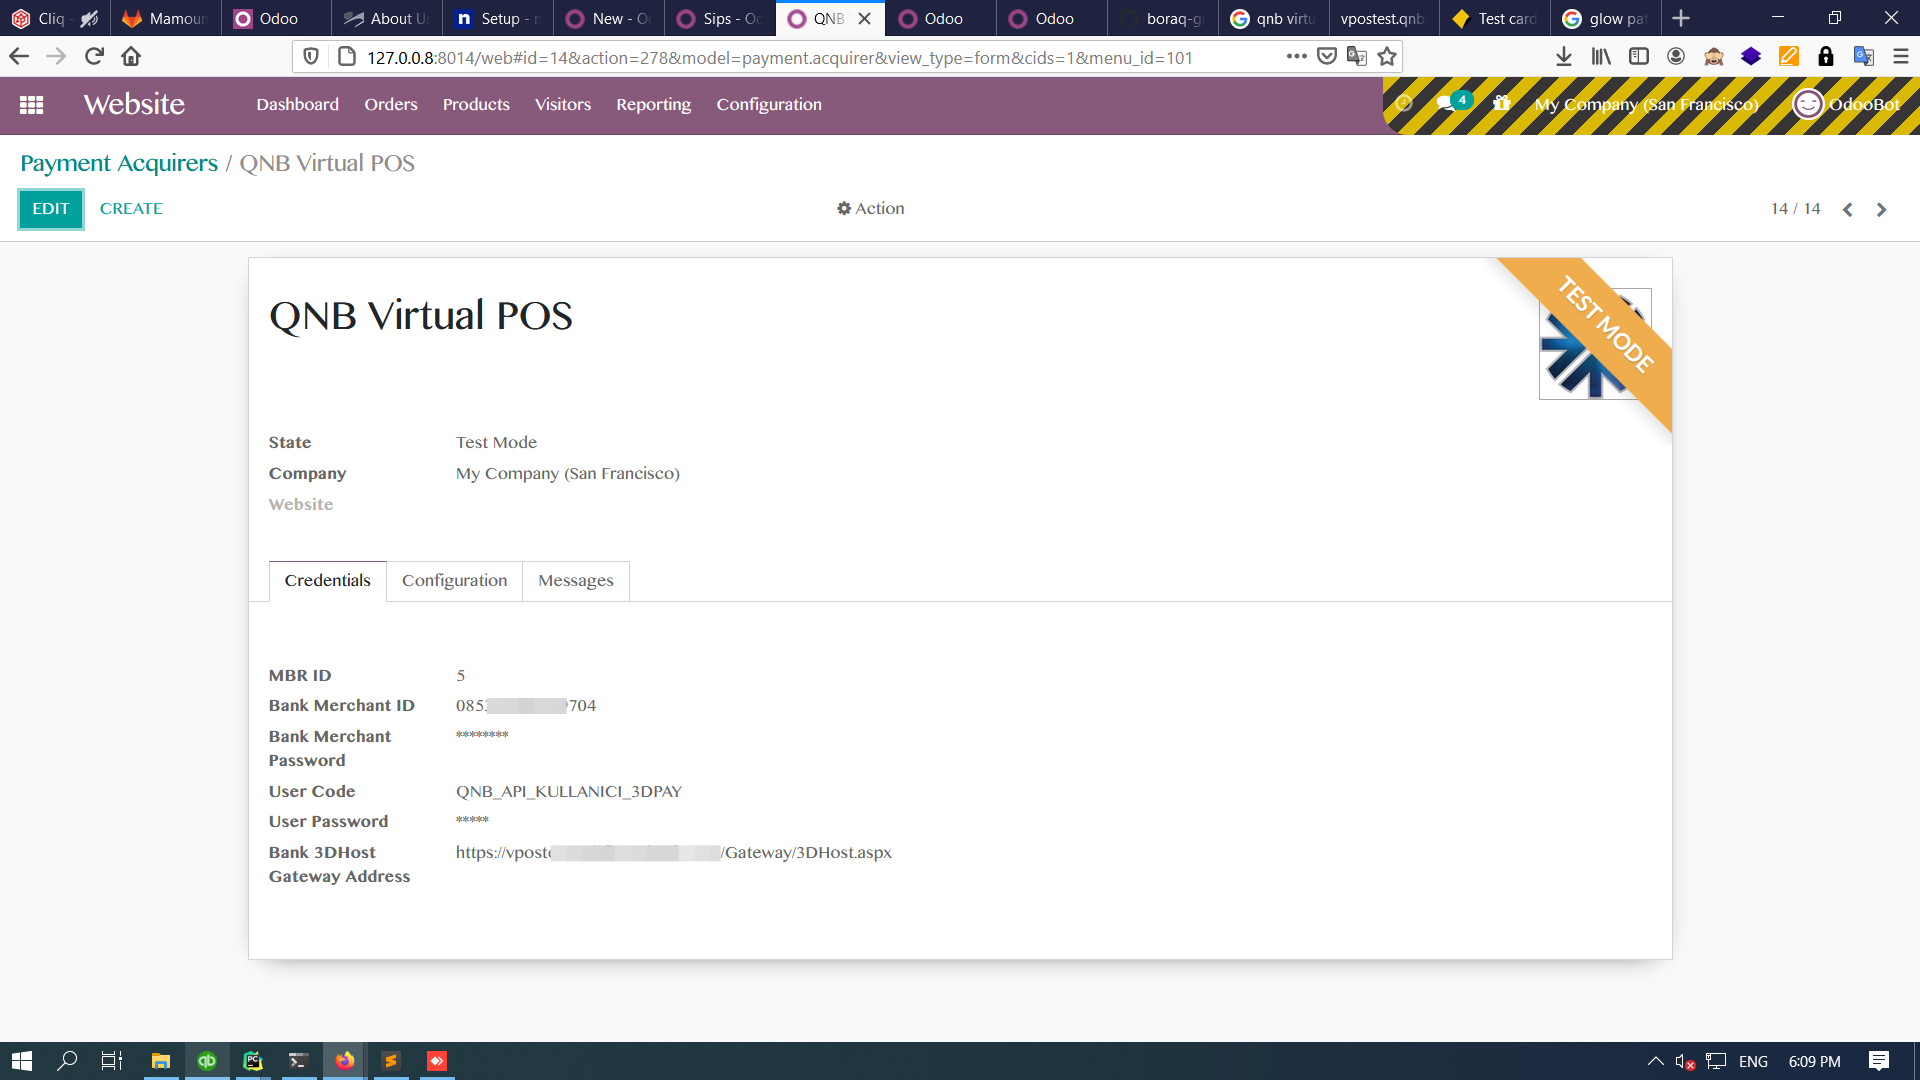 Cliq -
Mamoun
Odoo
About U
Setup - n
New - Oc
Sips - Oc
QNB
Odoo
Odoo
boraq-g
qnb virtu
vpostest.qnb
Test card
glow pat
127.0.0.8:8014/web#id=14&action=278&model=payment.acquirer&view_type=form&cids=1&menu_id=101
Website
Dashboard
Orders
Products
Visitors
Reporting
Configuration
4
My Company (San Francisco)
OdooBot
Payment Acquirers / QNB Virtual POS
EDIT
CREATE
Action
14 / 14
QNB Virtual POS
TEST MODE
State
Test Mode
Company
My Company (San Francisco)
Website
Credentials
Configuration
Messages
MBR ID
5
Bank Merchant ID
085 704
Bank Merchant
Password
********
User Code
QNB_API_KULLANICI_3DPAY
User Password
*****
Bank 3DHost
Gateway Address
https://vposte /Gateway/3DHost.aspx
ENG
6:09 PM